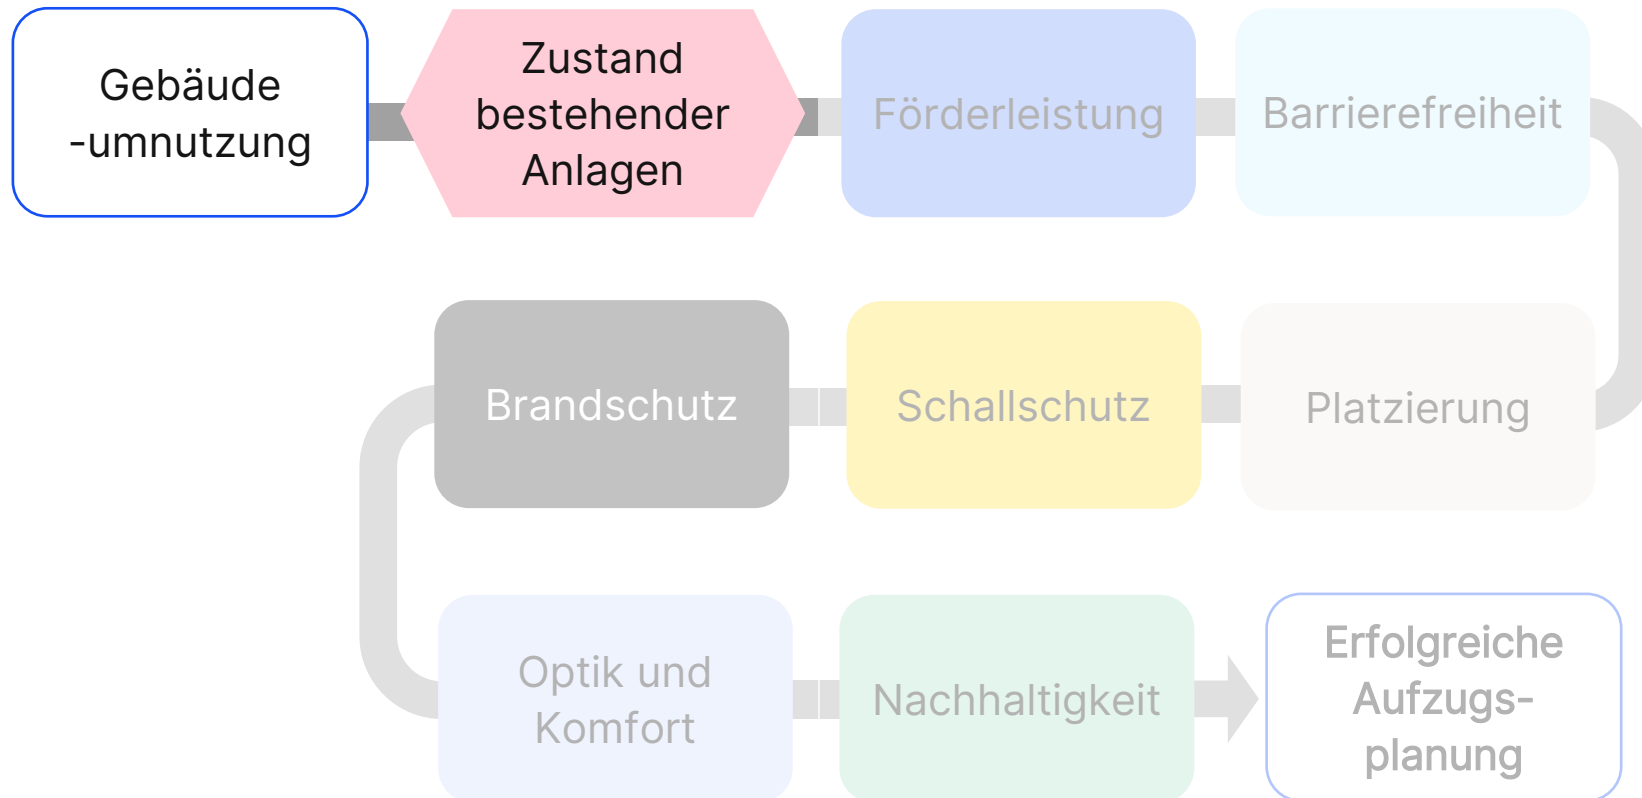 Gebäude
-umnutzung
Zustand
bestehender
Anlagen
Förderleistung
Barrierefreiheit
Brandschutz
Schallschutz
Platzierung
Optik und
Komfort
Nachhaltigkeit
Erfolgreiche
Aufzugs-
planung